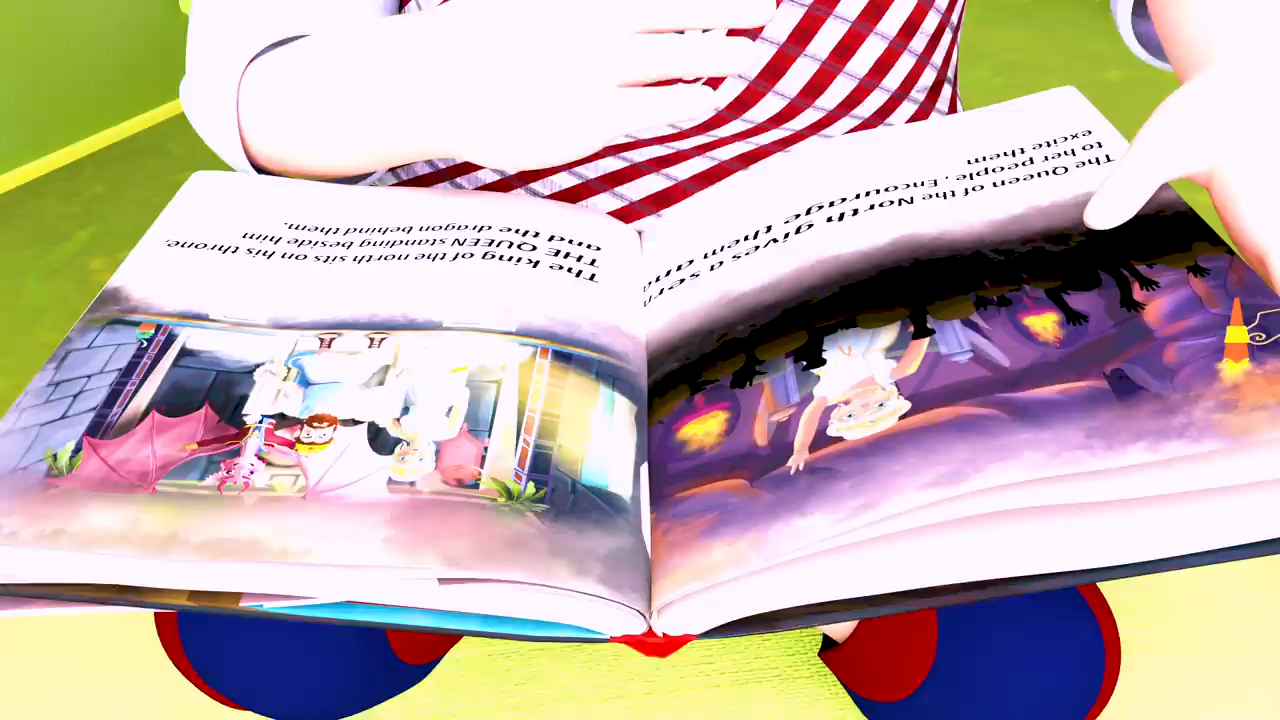 The Queen of the North gives a
to her people . Encourage them and
excite them
The king of the north sits on his throne,
THE QUEEN standing beside him
and the dragon behind them.